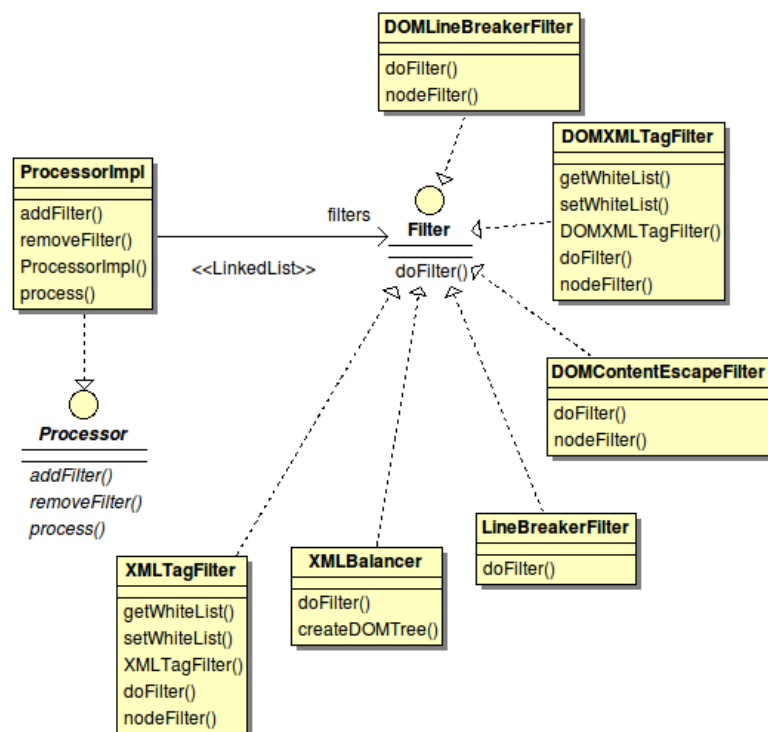 DOMLineBreakerFilter
doFilter()
nodeFilter()
DOMXMLTagFilter
getWhiteList()
setWhiteList()
DOMXMLTagFilter()
doFilter()
nodeFilter()
ProcessorImpl
addFilter()
removeFilter()
ProcessorImpl()
process()
filters
<<LinkedList>>
Filter
doFilter()
DOMContentEscapeFilter
doFilter()
nodeFilter()
Processor
addFilter()
removeFilter()
process()
LineBreakerFilter
doFilter()
XMLBalancer
doFilter()
createDOMTree()
XMLTagFilter
getWhiteList()
setWhiteList()
XMLTagFilter()
doFilter()
nodeFilter()